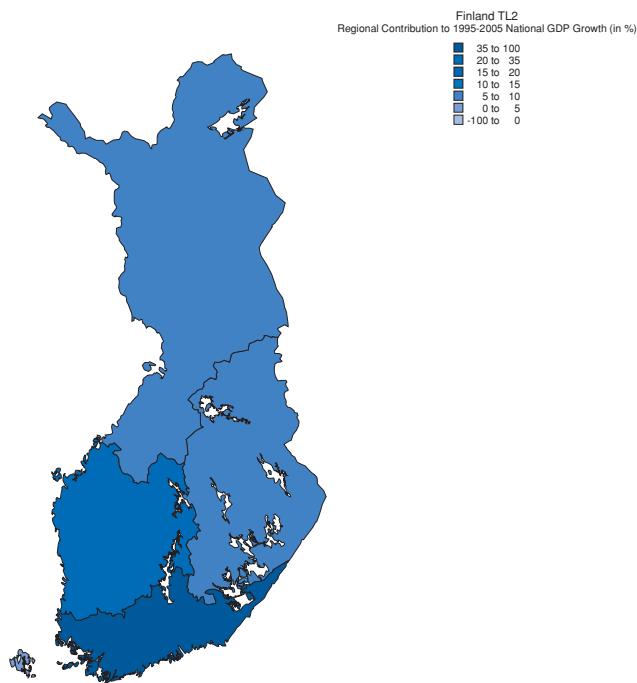 Finland TL2
Regional Contribution to 1995-2005 National GDP Growth (in %)
35 to 100
20 to 35
15 to 20
10 to 15
5 to 10
0 to 5
-100 to 0